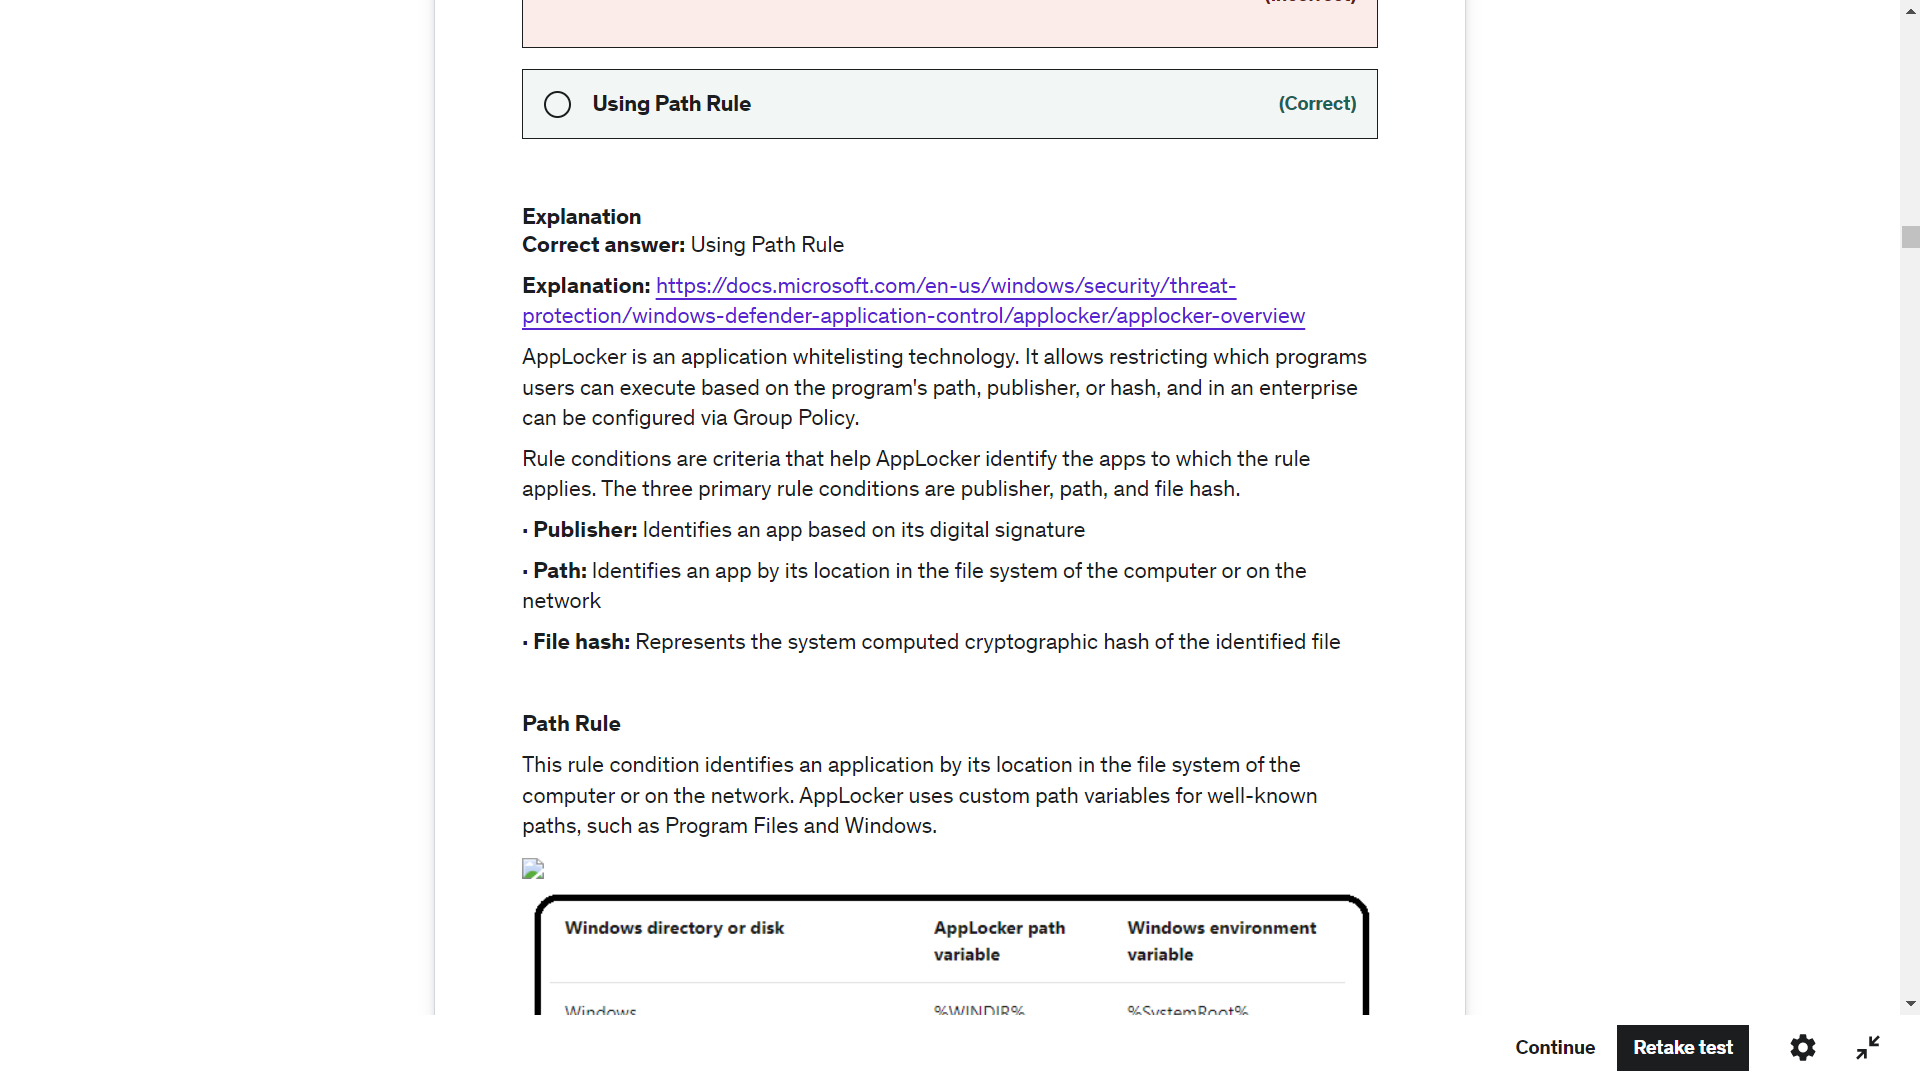 Using Path Rule (Correct)
Explanation
Correct answer: Using Path Rule
Explanation: https://docs.microsoft.com/en-us/windows/security/threat-
protection/windows-defender-application-control/applocker/applocker-overview
AppLocker is an application whitelisting technology. It allows restricting which programs
users can execute based on the program's path, publisher, or hash, and in an enterprise
can be configured via Group Policy.
Rule conditions are criteria that help AppLocker identify the apps to which the rule
applies. The three primary rule conditions are publisher, path, and file hash.
· Publisher: Identifies an app based on its digital signature
· Path: Identifies an app by its location in the file system of the computer or on the
network
· File hash: Represents the system computed cryptographic hash of the identified file
Path Rule
This rule condition identifies an application by its location in the file system of the
computer or on the network. AppLocker uses custom path variables for well-known
paths, such as Program Files and Windows.
Windows directory or disk AppLocker path Windows environment
variable variable
Windows %WINDIR% %SystemRoot%
Continue Retake test